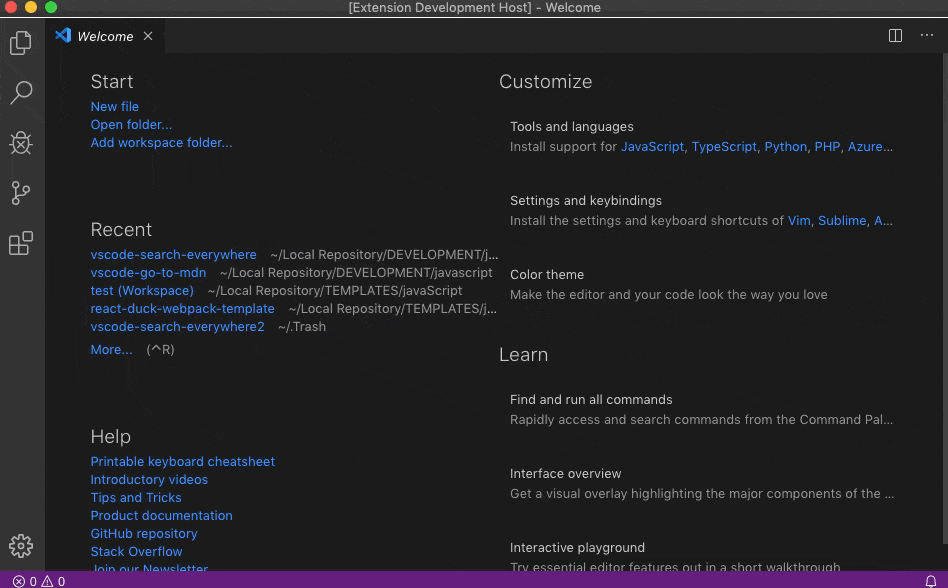 [Extension Development Host] - Welcome
Welcome
Start
New file
Open folder...
Add workspace folder...
Recent
vscode-search-everywhere ~/Local Repository/DEVELOPMENT/j...
vscode-go-to-mdn ~/Local Repository/DEVELOPMENT/javascript
test (Workspace) ~/Local Repository/TEMPLATES/javaScript
react-duck-webpack-template ~/Local Repository/TEMPLATES/j...
vscode-search-everywhere2 ~/.Trash
More... (^R)
Help
Printable keyboard cheatsheet
Introductory videos
Tips and Tricks
Product documentation
GitHub repository
Stack Overflow
Join our Newsletter
Customize
Tools and languages
Install support for JavaScript, TypeScript, Python, PHP, Azure...
Settings and keybindings
Install the settings and keyboard shortcuts of Vim, Sublime, A...
Color theme
Make the editor and your code look the way you love
Learn
Find and run all commands
Rapidly access and search commands from the Command Pal...
Interface overview
Get a visual overlay highlighting the major components of the ...
Interactive playground
Try essential editor features out in a short walkthrough
0 0